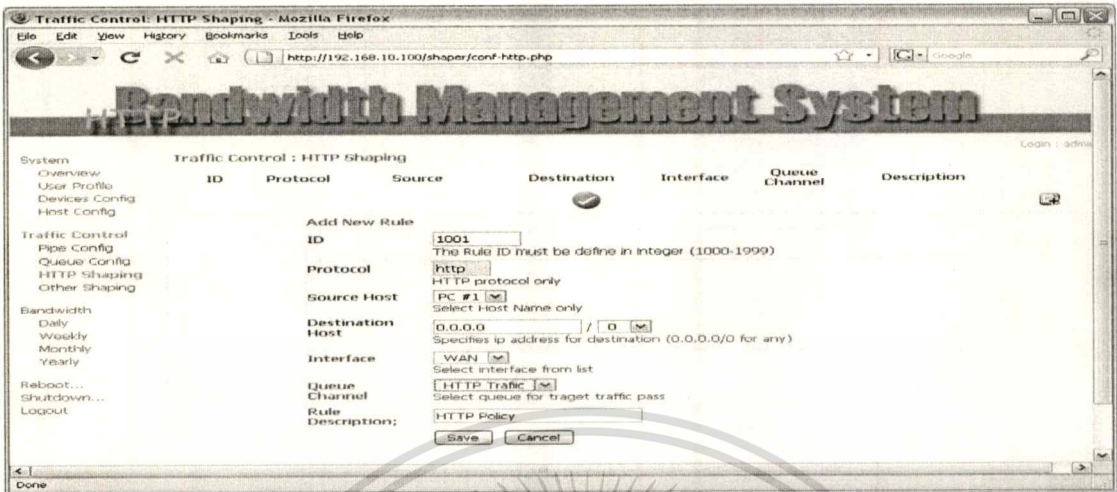 Traffic Control: HTTP Shaping - Mozilla Firefox
File Edit View History Bookmarks Tools Help
http://192.168.10.100/shaper/conf-http.php
Google
Bandwidth Management System
HTTP
Login : admi
System
Overview
User Profile
Devices Config
Host Config
Traffic Control
Pipe Config
Queue Config
HTTP Shaping
Other Shaping
Bandwidth
Daily
Weekly
Monthly
Yearly
Reboot...
Shutdown...
Logout
Traffic Control : HTTP Shaping
ID Protocol Source Destination Interface Queue Channel Description
Add New Rule
ID 1001
The Rule ID must be define in integer (1000-1999)
Protocol http
HTTP protocol only
Source Host PC #1
Select Host Name only
Destination Host 0.0.0.0 / 0
Specifies ip address for destination (0.0.0.0/0 for any)
Interface WAN
Select interface from list
Queue Channel HTTP Trafic
Select queue for traget traffic pass
Rule Description; HTTP Policy
Save Cancel
Done